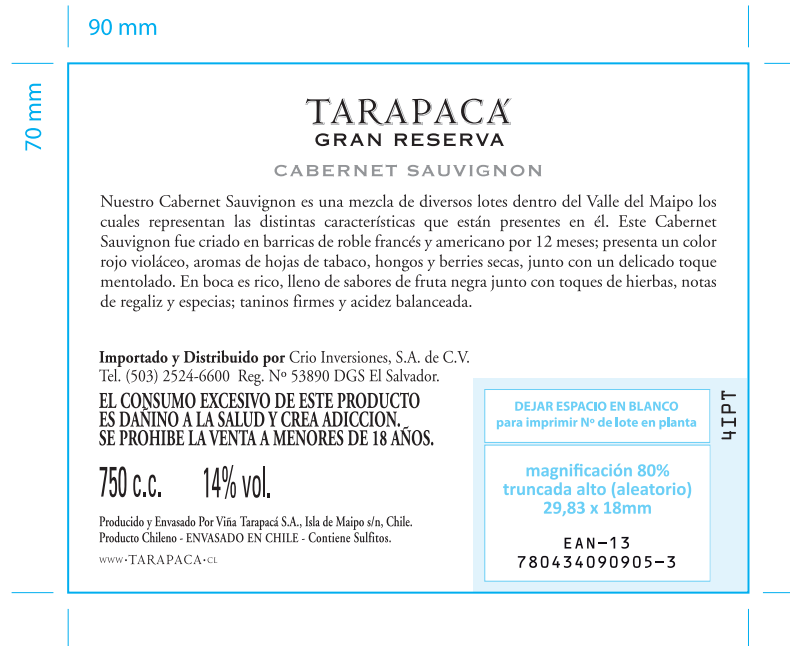 90 mm
70 mm
TARAPACÁ
GRAN RESERVA
CABERNET SAUVIGNON
Nuestro Cabernet Sauvignon es una mezcla de diversos lotes dentro del Valle del Maipo los
cuales representan las distintas características que están presentes en él. Este Cabernet
Sauvignon fue criado en barricas de roble francés y americano por 12 meses; presenta un color
rojo violáceo, aromas de hojas de tabaco, hongos y berries secas, junto con un delicado toque
mentolado. En boca es rico, lleno de sabores de fruta negra junto con toques de hierbas, notas
de regaliz y especias; taninos firmes y acidez balanceada.
Importado y Distribuido por Crio Inversiones, S.A. de C.V.
Tel. (503) 2524-6600 Reg. Nº 53890 DGS El Salvador.
EL CONSUMO EXCESIVO DE ESTE PRODUCTO
ES DAÑINO A LA SALUD Y CREA ADICCION.
SE PROHIBE LA VENTA A MENORES DE 18 AÑOS.
750 c.c. 14% vol.
Producido y Envasado Por Viña Tarapacá S.A., Isla de Maipo s/n, Chile.
Producto Chileno - ENVASADO EN CHILE - Contiene Sulfitos.
WWW•TARAPACA•CL
DEJAR ESPACIO EN BLANCO
para imprimir Nº de lote en planta
4IPT
magnificación 80%
truncada alto (aleatorio)
29,83 x 18mm
EAN-13
780434090905-3